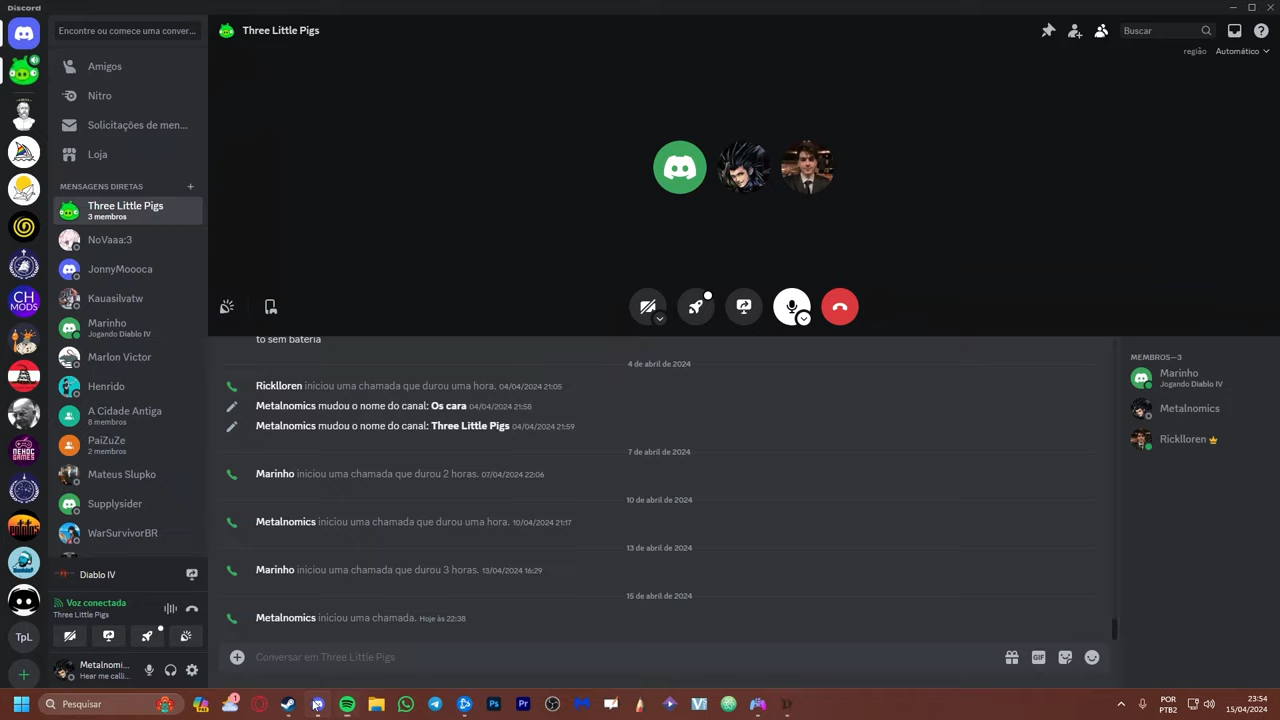 Discord
Encontre ou comece uma conver...
Three Little Pigs
Buscar
região Automático
Amigos
Nitro
Solicitações de men...
Loja
MENSAGENS DIRETAS
Three Little Pigs
3 membros
NoVaaa:3
JonnyMoooca
Kauasilvatw
Marinho
Jogando Diablo IV
Marlon Victor
Henrido
A Cidade Antiga
8 membros
PaiZuZe
2 membros
Mateus Slupko
Supplysider
WarSurvivorBR
CH
MODS
NEHOC
GAMES
TpL
Diablo IV
Voz conectada
Three Little Pigs
Metalnomi...
Hear me calli...
to sem bateria
4 de abril de 2024
Ricklloren iniciou uma chamada que durou uma hora. 04/04/2024 21:05
Metalnomics mudou o nome do canal: Os cara 04/04/2024 21:58
Metalnomics mudou o nome do canal: Three Little Pigs 04/04/2024 21:59
7 de abril de 2024
Marinho iniciou uma chamada que durou 2 horas. 07/04/2024 22:06
10 de abril de 2024
Metalnomics iniciou uma chamada que durou uma hora. 10/04/2024 21:17
13 de abril de 2024
Marinho iniciou uma chamada que durou 3 horas. 13/04/2024 16:29
15 de abril de 2024
Metalnomics iniciou uma chamada. Hoje às 22:38
Conversar em Three Little Pigs
GIF
MEMBROS—3
Marinho
Jogando Diablo IV
Metalnomics
Ricklloren
Pesquisar
PRE
1
Ps
Pr
POR
PTB2
23:54
15/04/2024